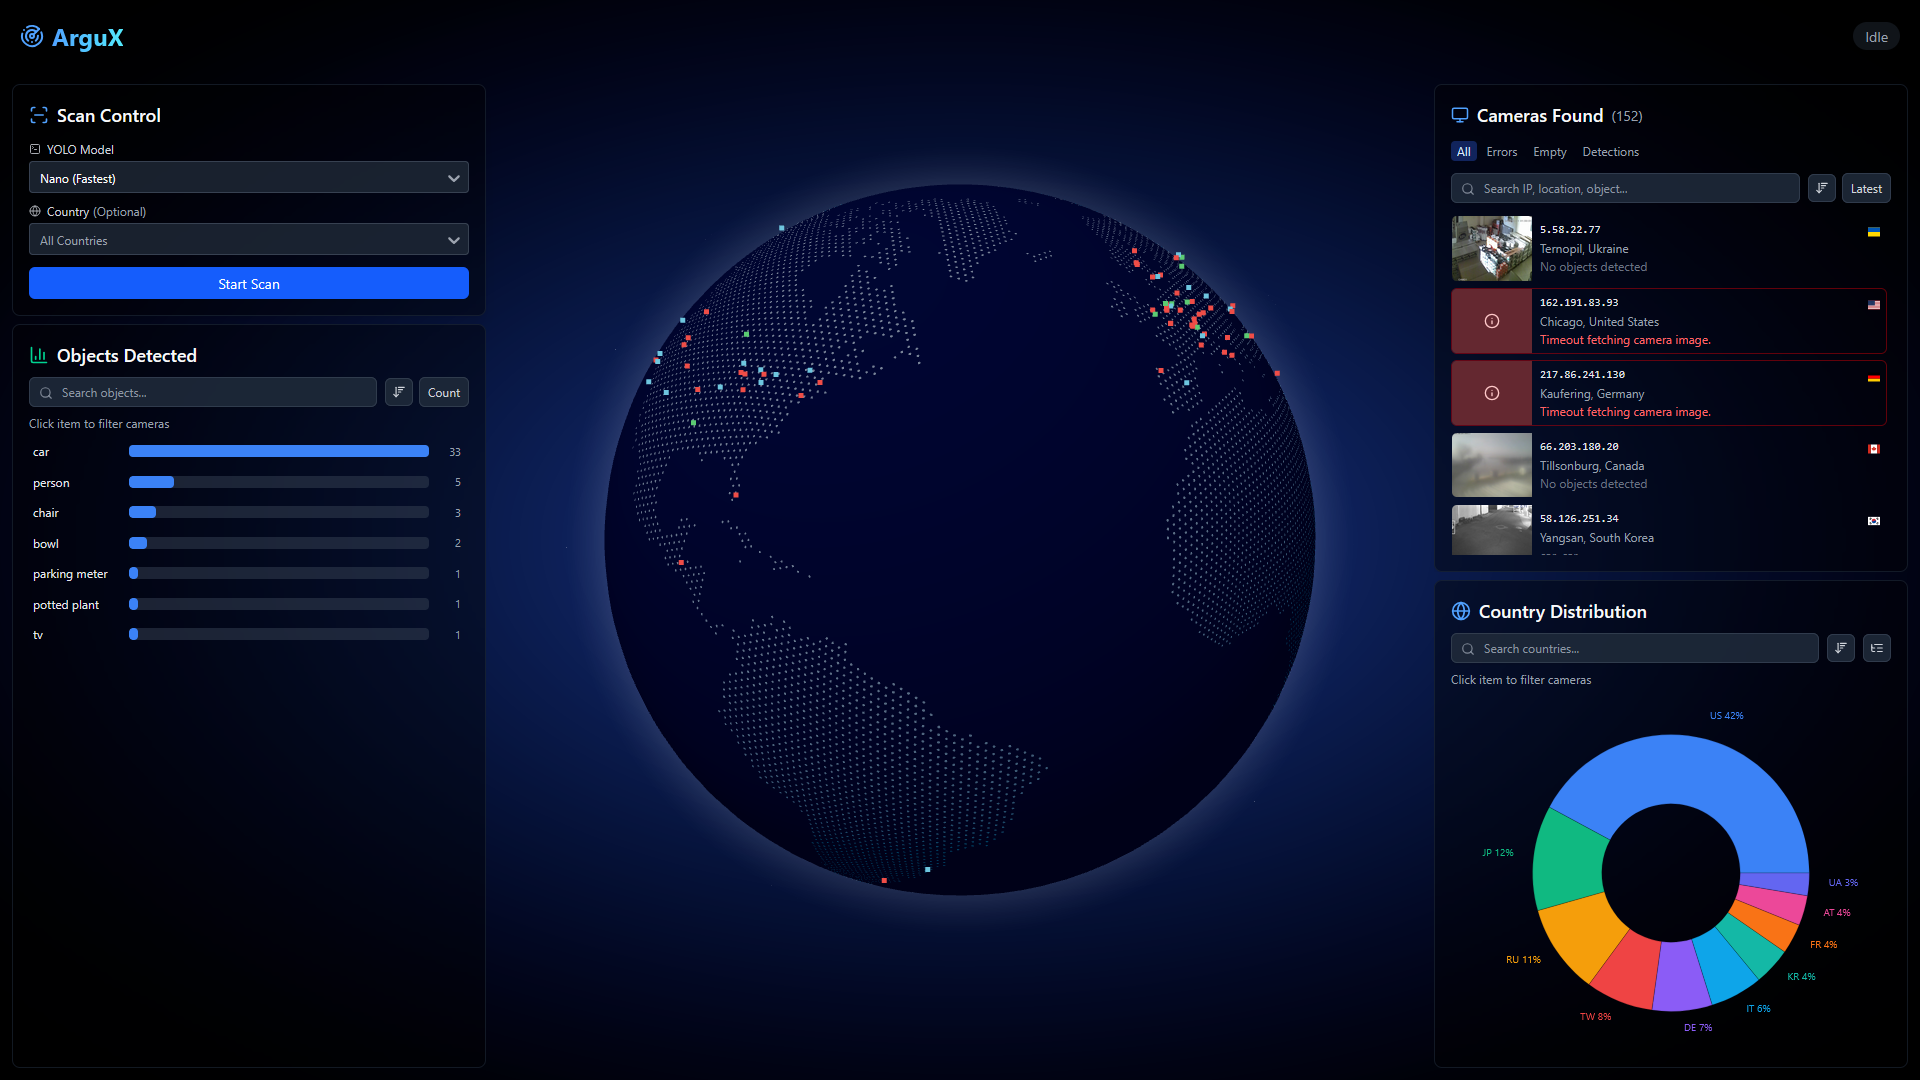 ArguX
Idle
Scan Control
YOLO Model
Nano (Fastest)
Country (Optional)
All Countries
Start Scan
Objects Detected
Search objects...
Count
Click item to filter cameras
car 33
person 5
chair 3
bowl 2
parking meter 1
potted plant 1
tv 1
Cameras Found (152)
All Errors Empty Detections
Search IP, location, object...
Latest
5.58.22.77
Ternopil, Ukraine
No objects detected
162.191.83.93
Chicago, United States
Timeout fetching camera image.
217.86.241.130
Kaufering, Germany
Timeout fetching camera image.
66.203.180.20
Tillsonburg, Canada
No objects detected
58.126.251.34
Yangsan, South Korea
Country Distribution
Search countries...
Click item to filter cameras
US 42%
JP 12%
UA 3%
AT 4%
FR 4%
RU 11%
KR 4%
IT 6%
TW 8%
DE 7%